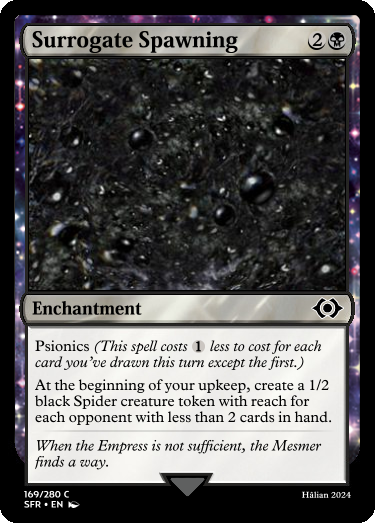 Surrogate Spawning 2
Enchantment
Psionics (This spell costs 1 less to cost for each
card you've drawn this turn except the first.)
At the beginning of your upkeep, create a 1/2
black Spider creature token with reach for
each opponent with less than 2 cards in hand.
When the Empress is not sufficient, the Mesmer
finds a way.
169/280 C
SFR • EN
Hālian 2024